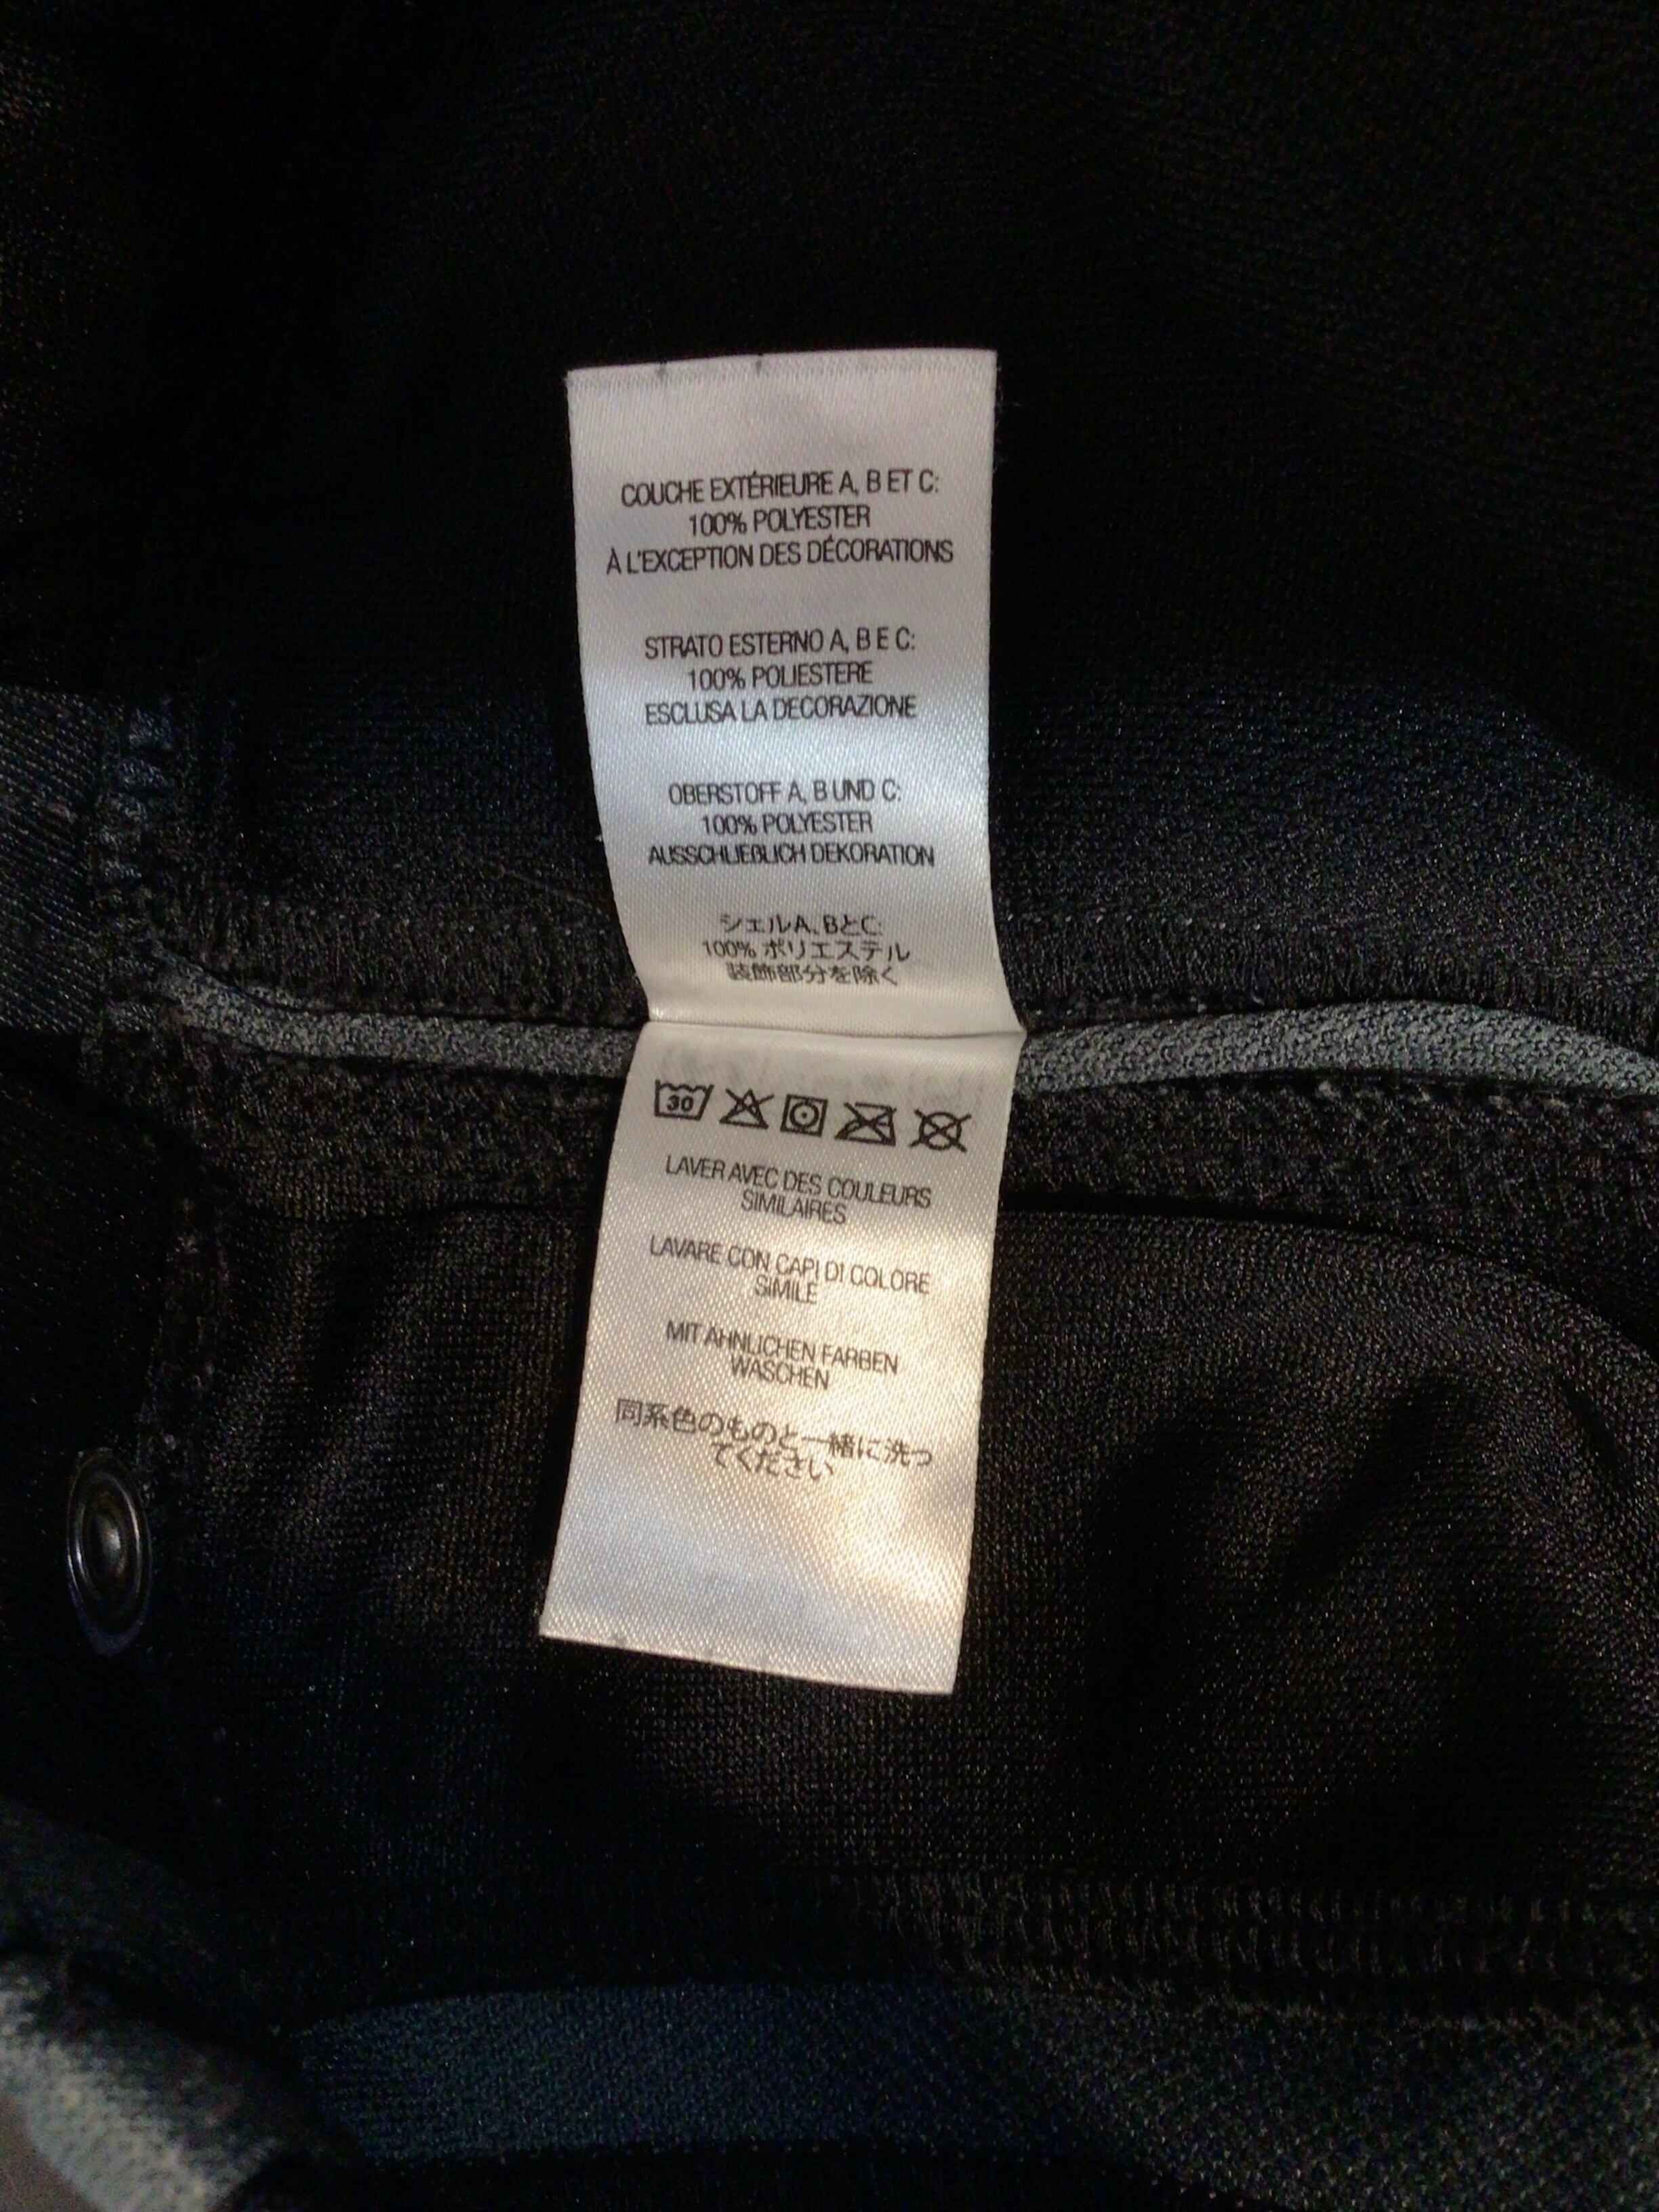 COUCHE EXTÉRIEURE A, B ET C:
100% POLYESTER
À L'EXCEPTION DES DÉCORATIONS
STRATO ESTERNO A, B E C:
100% POLIESTERE
ESCLUSA LA DECORAZIONE
OBERSTOFF A, B UND C:
100% POLYESTER
AUSSCHLIEßLICH DEKORATION
シェルA、BとC:
100% ポリエステル
装飾部分を除く
30
LAVER AVEC DES COULEURS
SIMILAIRES
LAVARE CON CAPI DI COLORE
SIMILE
MIT ÄHNLICHEN FARBEN
WASCHEN
同系色のものと一緒に洗っ
てください